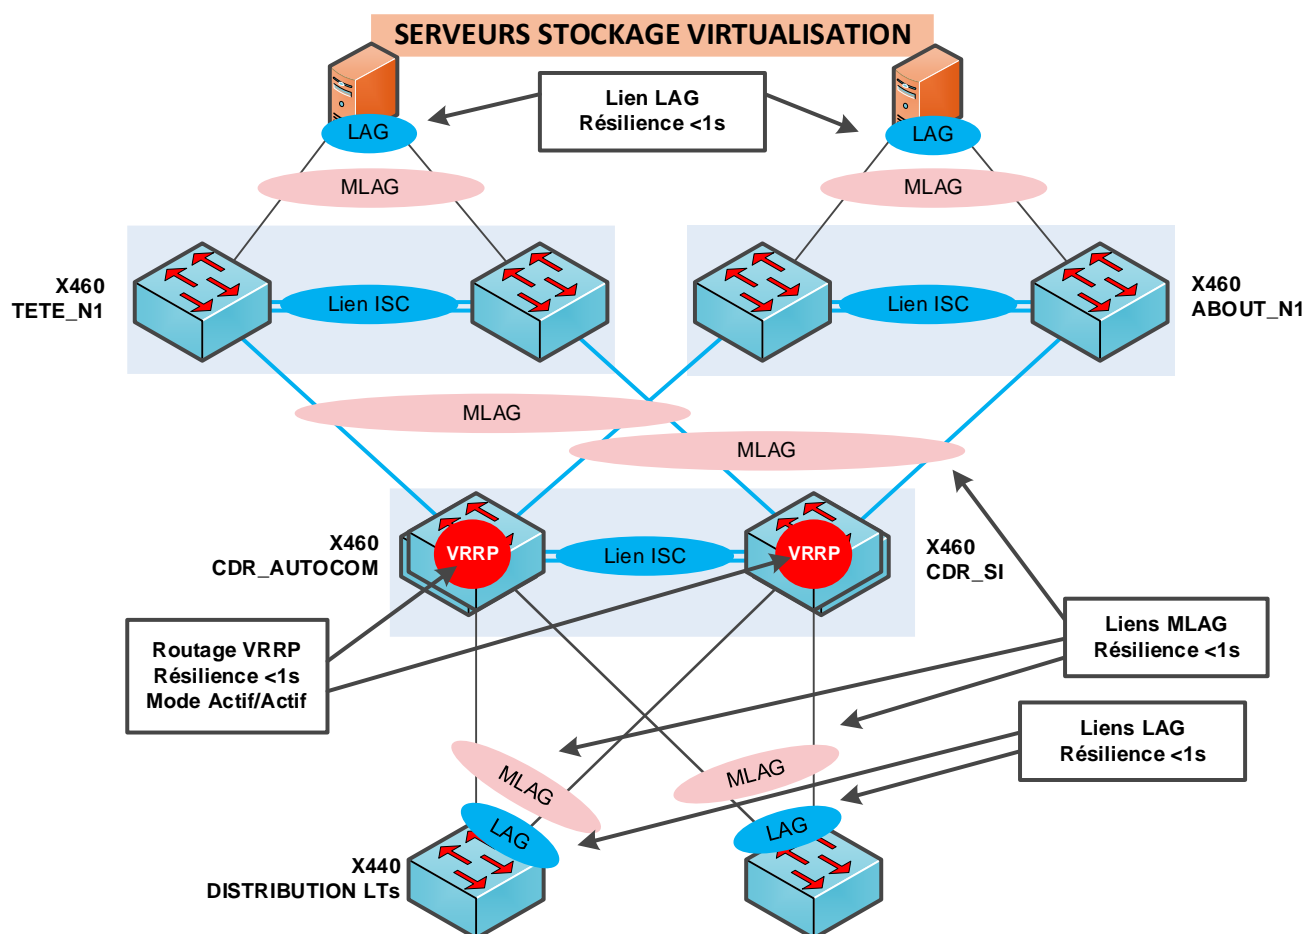 SERVEURS STOCKAGE VIRTUALISATION
Lien LAG
Résilience <1s
LAG
LAG
MLAG
MLAG
X460
TETE_N1
Lien ISC
Lien ISC
X460
ABOUT_N1
MLAG
MLAG
X460
CDR_AUTOCOM
VRRP
Lien ISC
VRRP
X460
CDR_SI
Routage VRRP
Résilience <1s
Mode Actif/Actif
Liens MLAG
Résilience <1s
Liens LAG
Résilience <1s
MLAG
MLAG
LAG
LAG
X440
DISTRIBUTION LTs